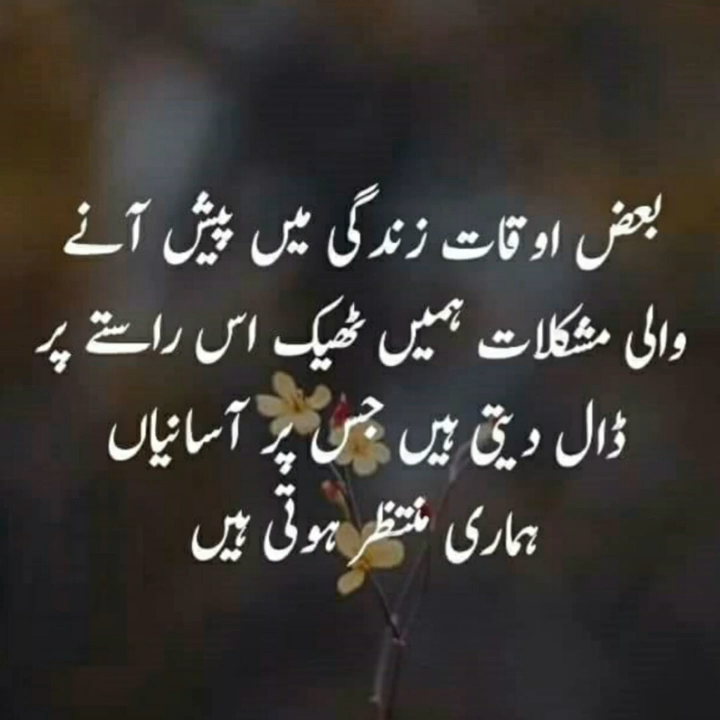 بعض اوقات زندگی میں پیش آنے
والی مشکلات ہمیں ٹھیک اس راستے پر
ڈال دیتی ہیں جس پر آسانیاں
ہماری منتظر ہوتی ہیں